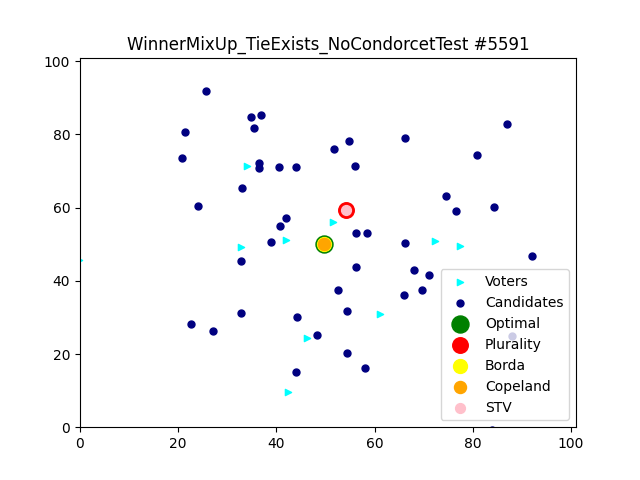 WinnerMixUp_TieExists_NoCondorcetTest #5591
100
80
60
40
20
0
0
20
40
60
80
100
Voters
Candidates
Optimal
Plurality
Borda
Copeland
STV